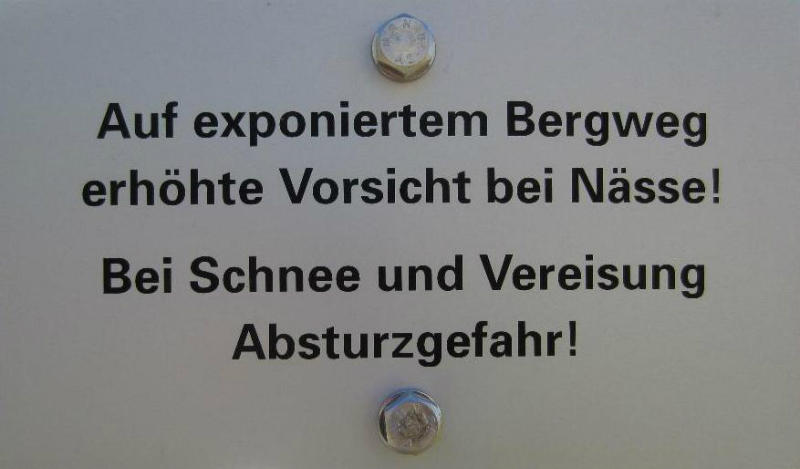 Auf exponiertem Bergweg
erhöhte Vorsicht bei Nässe!
Bei Schnee und Vereisung
Absturzgefahr!